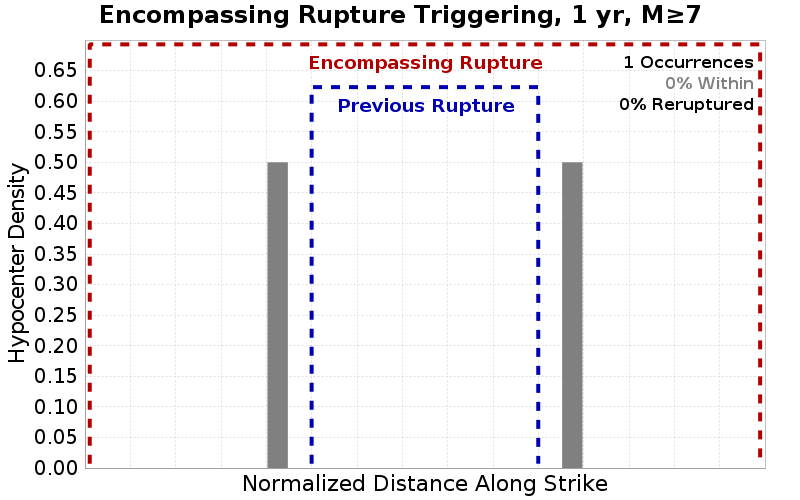 Encompassing Rupture Triggering, 1 yr, M≥7
Encompassing Rupture
1 Occurrences
0% Within
0% Reruptured
Previous Rupture
Hypocenter Density
0.65
0.60
0.55
0.50
0.45
0.40
0.35
0.30
0.25
0.20
0.15
0.10
0.05
0.00
Normalized Distance Along Strike